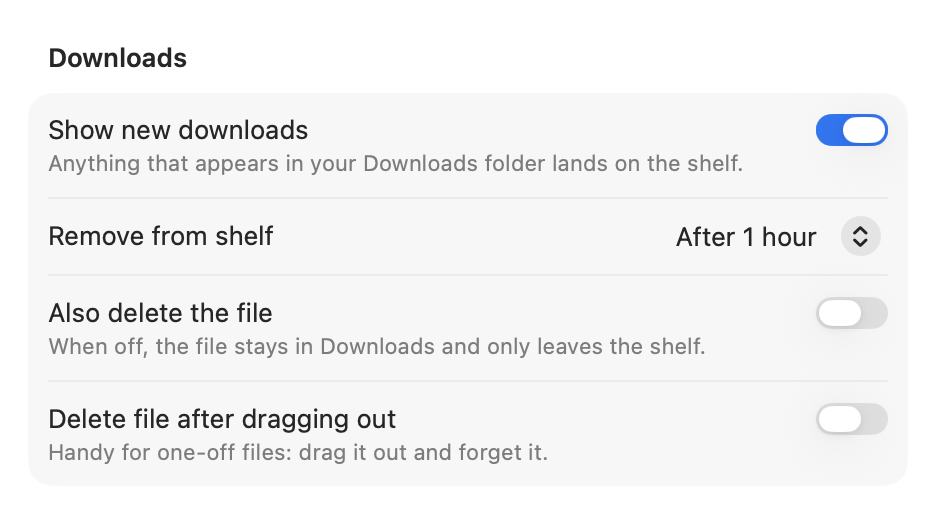 Downloads
Show new downloads
Anything that appears in your Downloads folder lands on the shelf.
Remove from shelf
After 1 hour
Also delete the file
When off, the file stays in Downloads and only leaves the shelf.
Delete file after dragging out
Handy for one-off files: drag it out and forget it.